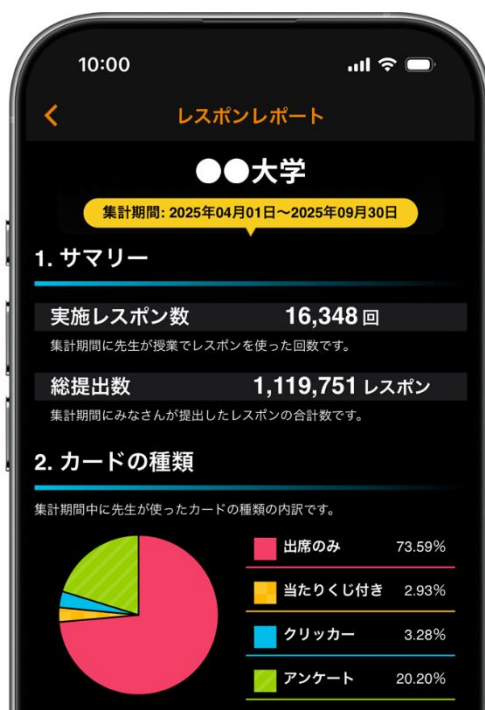 10:00
レスポンレポート
●●大学
集計期間: 2025年04月01日～2025年09月30日
1. サマリー
実施レスポン数 16,348 回
集計期間に先生が授業でレスポンを使った回数です。
総提出数 1,119,751 レスポン
集計期間にみなさんが提出したレスポンの合計数です。
2. カードの種類
集計期間中に先生が使ったカードの種類の内訳です。
出席のみ 73.59%
当たりくじ付き 2.93%
クリッカー 3.28%
アンケート 20.20%